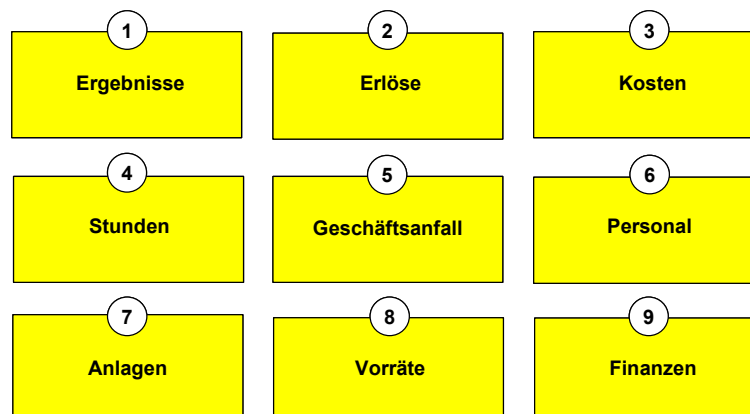 1
Ergebnisse
2
Erlöse
3
Kosten
4
Stunden
5
Geschäftsanfall
6
Personal
7
Anlagen
8
Vorräte
9
Finanzen